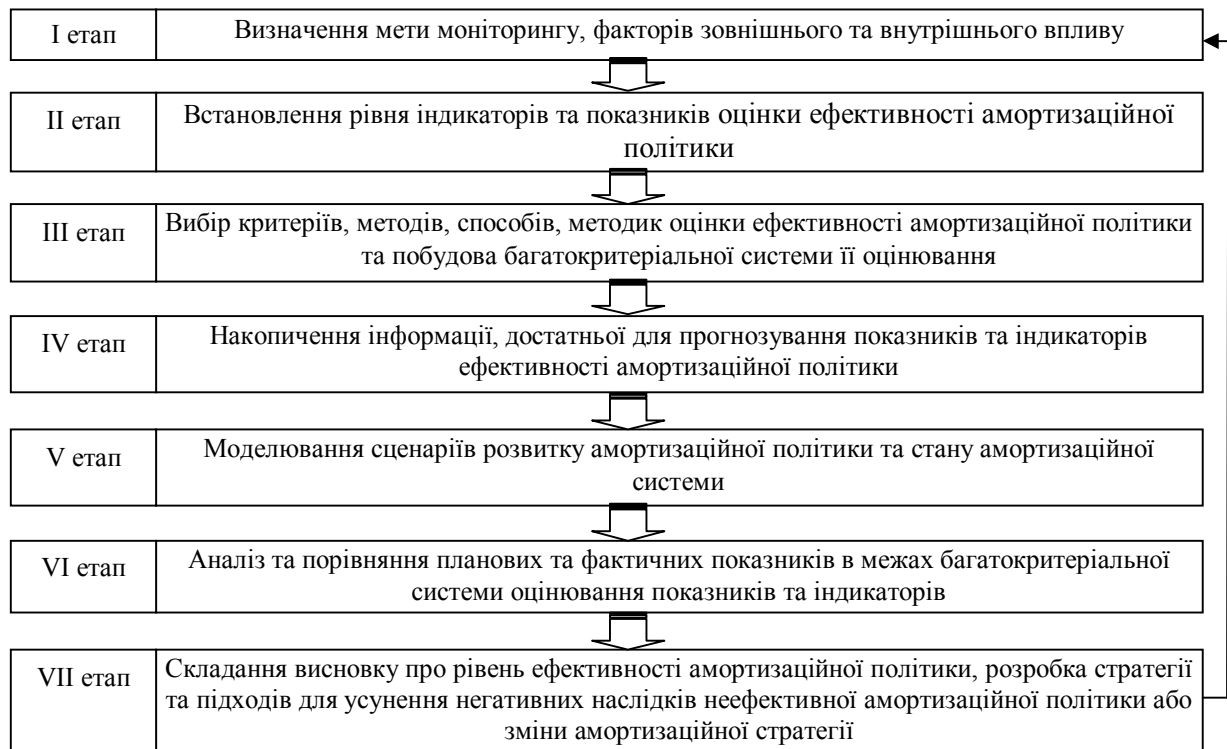 І етап
Визначення мети моніторингу, факторів зовнішнього та внутрішнього впливу
ІІ етап
Встановлення рівня індикаторів та показників оцінки ефективності амортизаційної
політики
ІІІ етап
Вибір критеріїв, методів, способів, методик оцінки ефективності амортизаційної політики
та побудова багатокритеріальної системи її оцінювання
IV етап
Накопичення інформації, достатньої для прогнозування показників та індикаторів
ефективності амортизаційної політики
V етап
Моделювання сценаріїв розвитку амортизаційної політики та стану амортизаційної
системи
VI етап
Аналіз та порівняння планових та фактичних показників в межах багатокритеріальної
системи оцінювання показників та індикаторів
VII етап
Складання висновку про рівень ефективності амортизаційної політики, розробка стратегії
та підходів для усунення негативних наслідків неефективної амортизаційної політики або
зміни амортизаційної стратегії